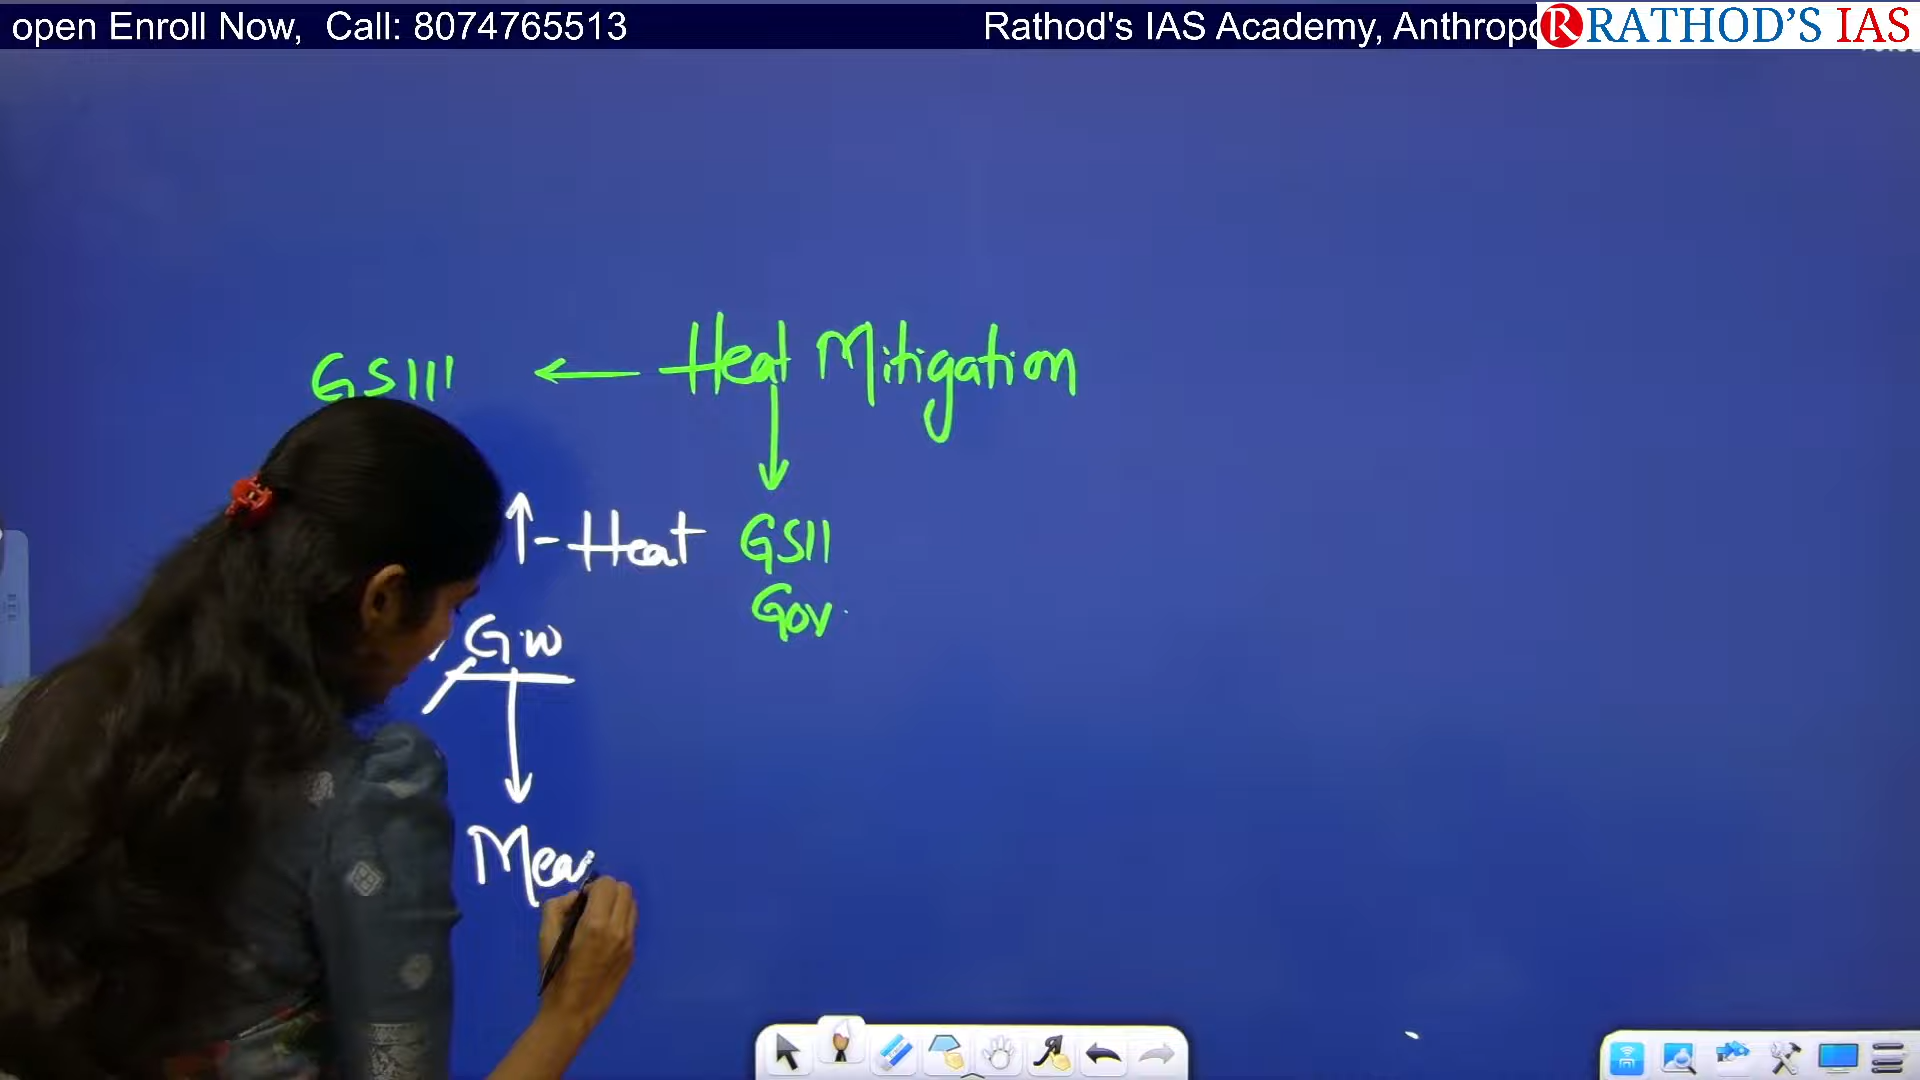 open Enroll Now, Call: 8074765513
Rathod's IAS Academy, Anthropo
R RATHOD'S IAS
GSIII ← Heat Mitigation
↑ - Heat GSII
Gov.
G.W
Mea